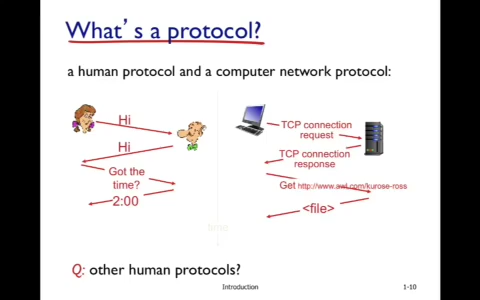 What's a protocol?
a human protocol and a computer network protocol:
Hi
Hi
Got the
time?
2:00
TCP connection
request
TCP connection
response
Get http://www.awl.com/kurose-ross
<file>
time
Q: other human protocols?
Introduction
1-10